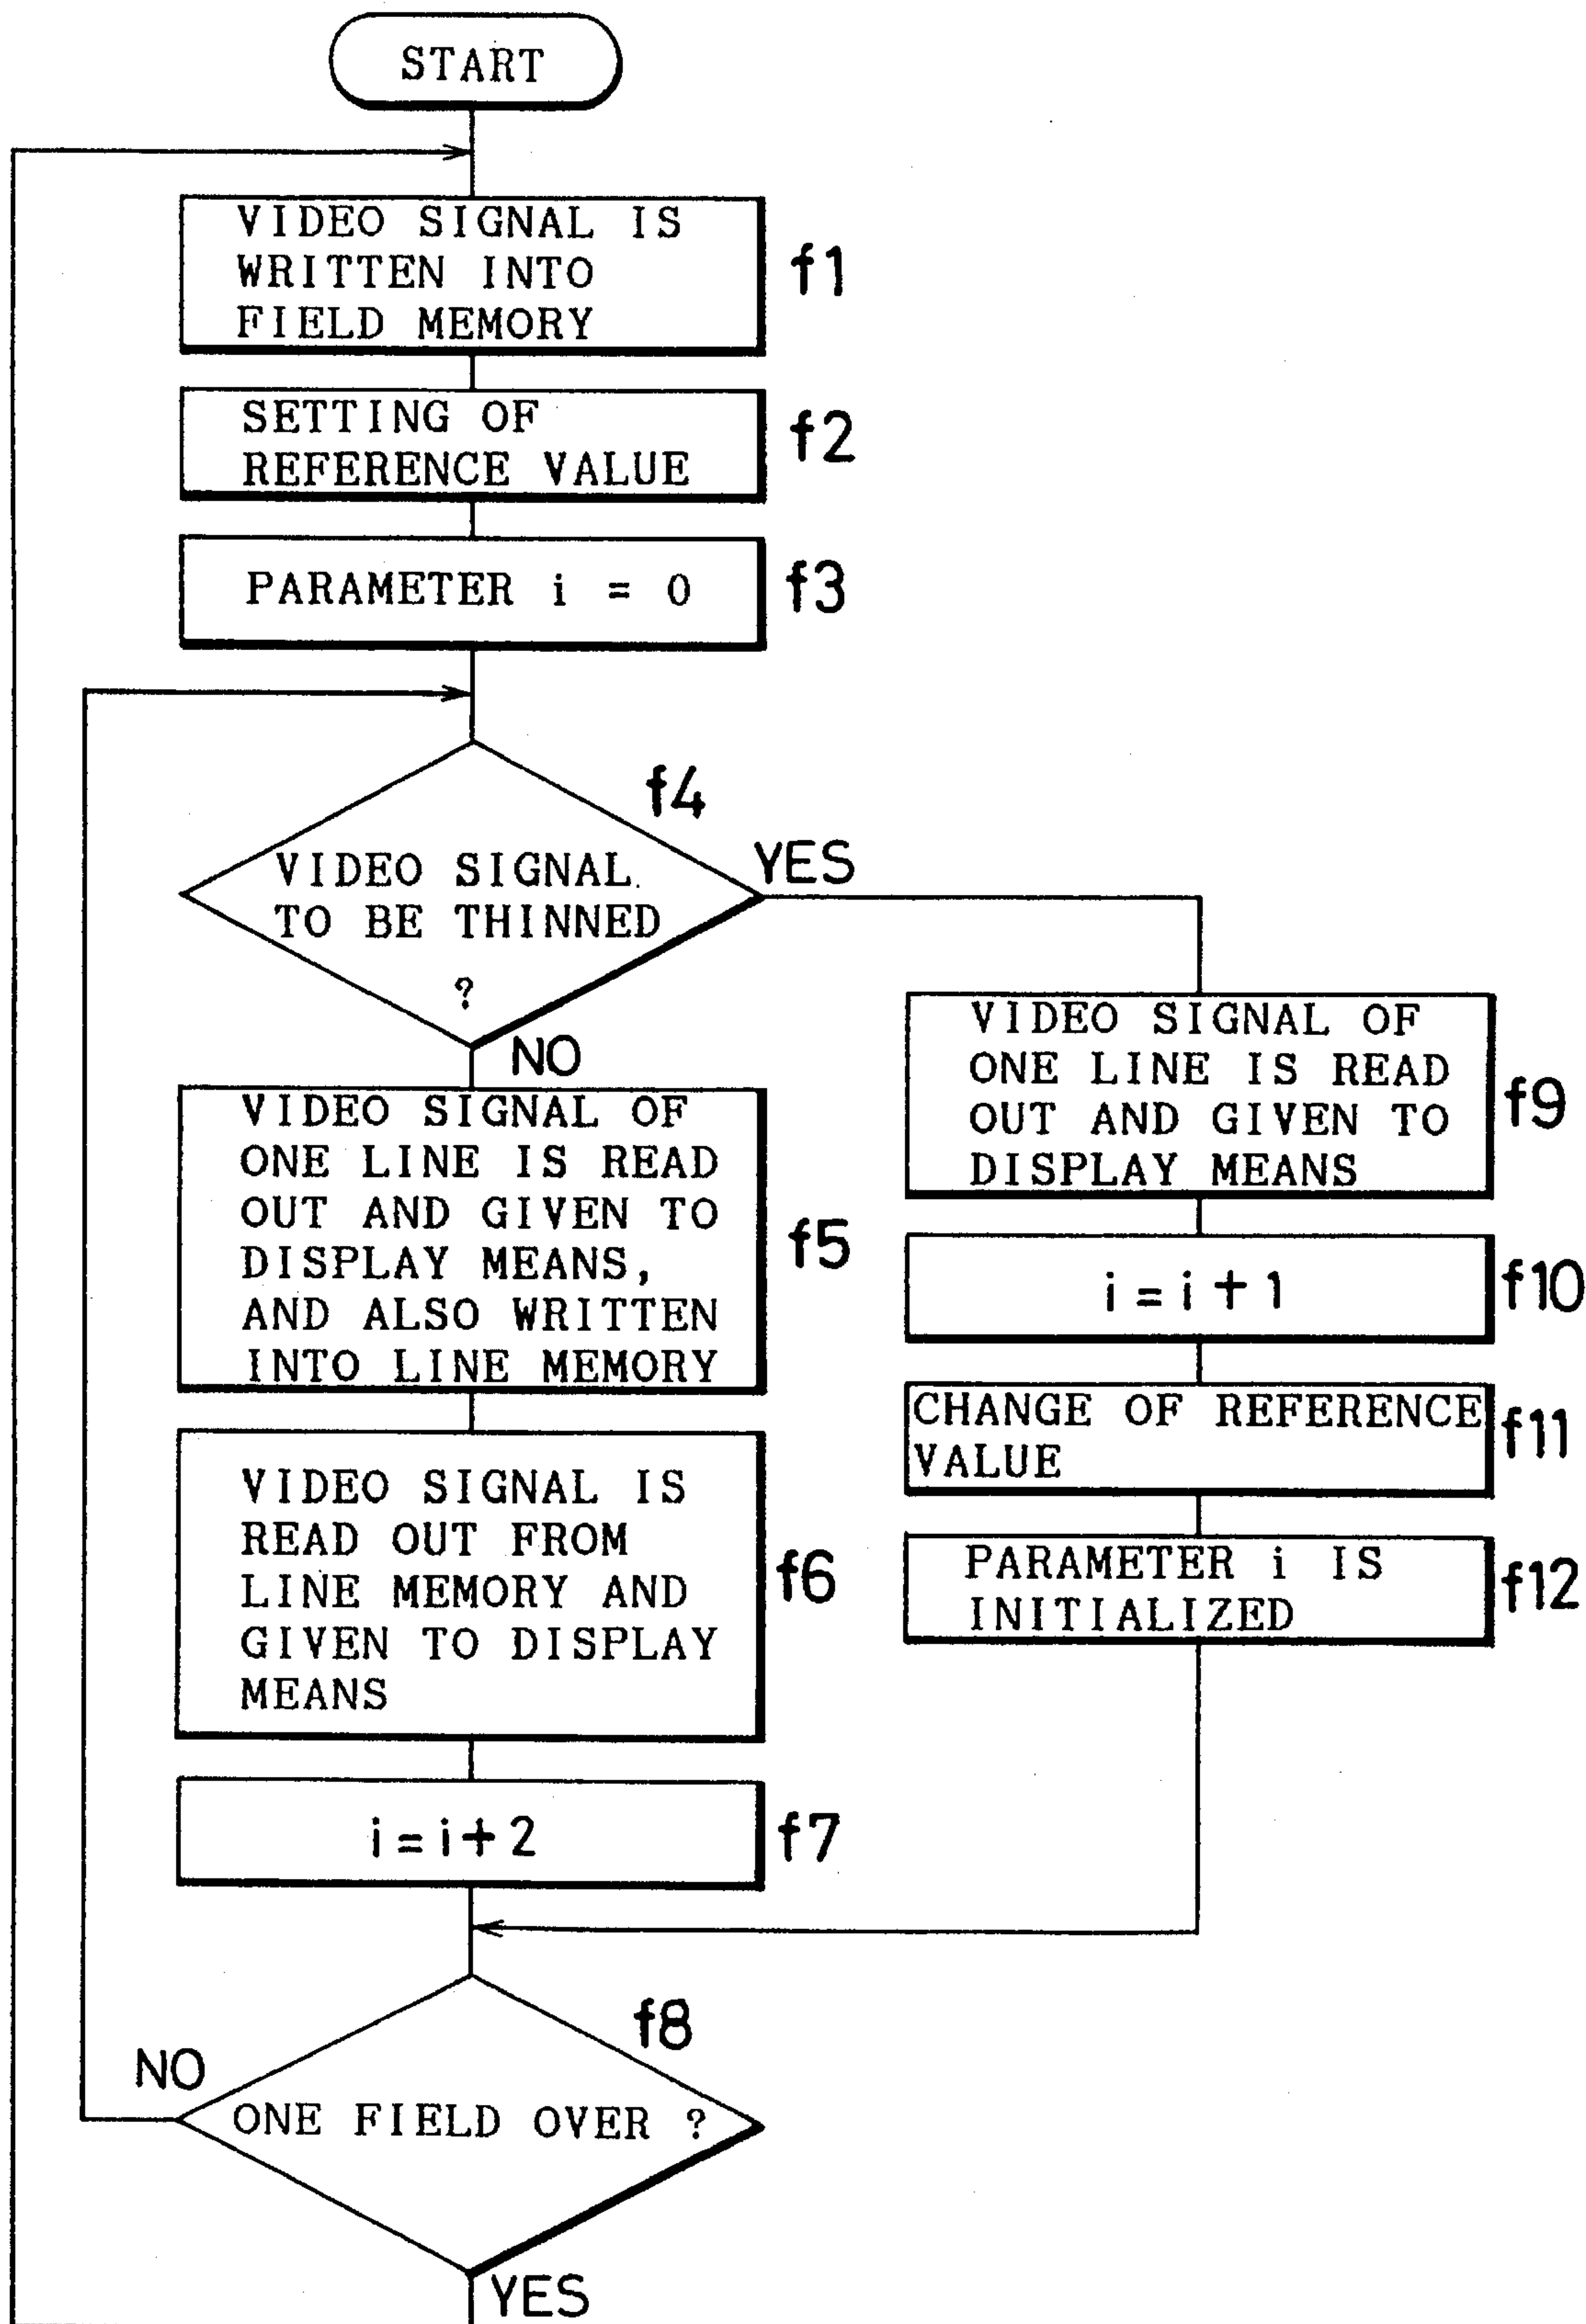 START
VIDEO SIGNAL IS
WRITTEN INTO
FIELD MEMORY
f1
SETTING OF
REFERENCE VALUE
f2
PARAMETER i = 0
f3
f4
VIDEO SIGNAL
TO BE THINNED
?
YES
NO
VIDEO SIGNAL OF
ONE LINE IS READ
OUT AND GIVEN TO
DISPLAY MEANS,
AND ALSO WRITTEN
INTO LINE MEMORY
f5
VIDEO SIGNAL IS
READ OUT FROM
LINE MEMORY AND
GIVEN TO DISPLAY
MEANS
f6
i = i + 2
f7
VIDEO SIGNAL OF
ONE LINE IS READ
OUT AND GIVEN TO
DISPLAY MEANS
f9
i = i + 1
f10
CHANGE OF REFERENCE
VALUE
f11
PARAMETER i IS
INITIALIZED
f12
f8
NO
ONE FIELD OVER ?
YES